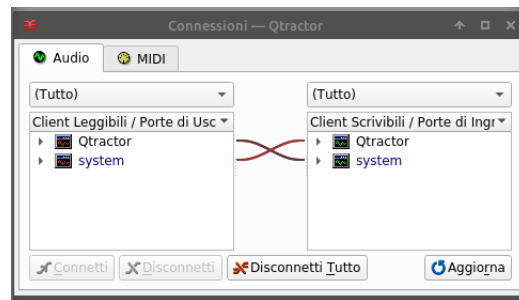 Connessioni — Qtractor
Audio
MIDI
(Tutto)
(Tutto)
Client Leggibili / Porte di Usc
Client Scrivibili / Porte di Ingr
Qtractor
Qtractor
system
system
Connetti
Disconnetti
Disconnetti Tutto
Aggiorna